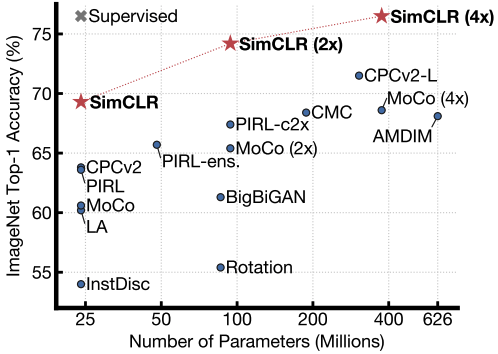 ImageNet Top-1 Accuracy (%)
75
70
65
60
55
Supervised
SimCLR (4x)
SimCLR (2x)
SimCLR
CPCv2-L
MoCo (4x)
CMC
AMDIM
PIRL-c2x
MoCo (2x)
PIRL-ens.
CPCv2
PIRL
MoCo
BigBiGAN
LA
Rotation
InstDisc
25 50 100 200 400 626
Number of Parameters (Millions)